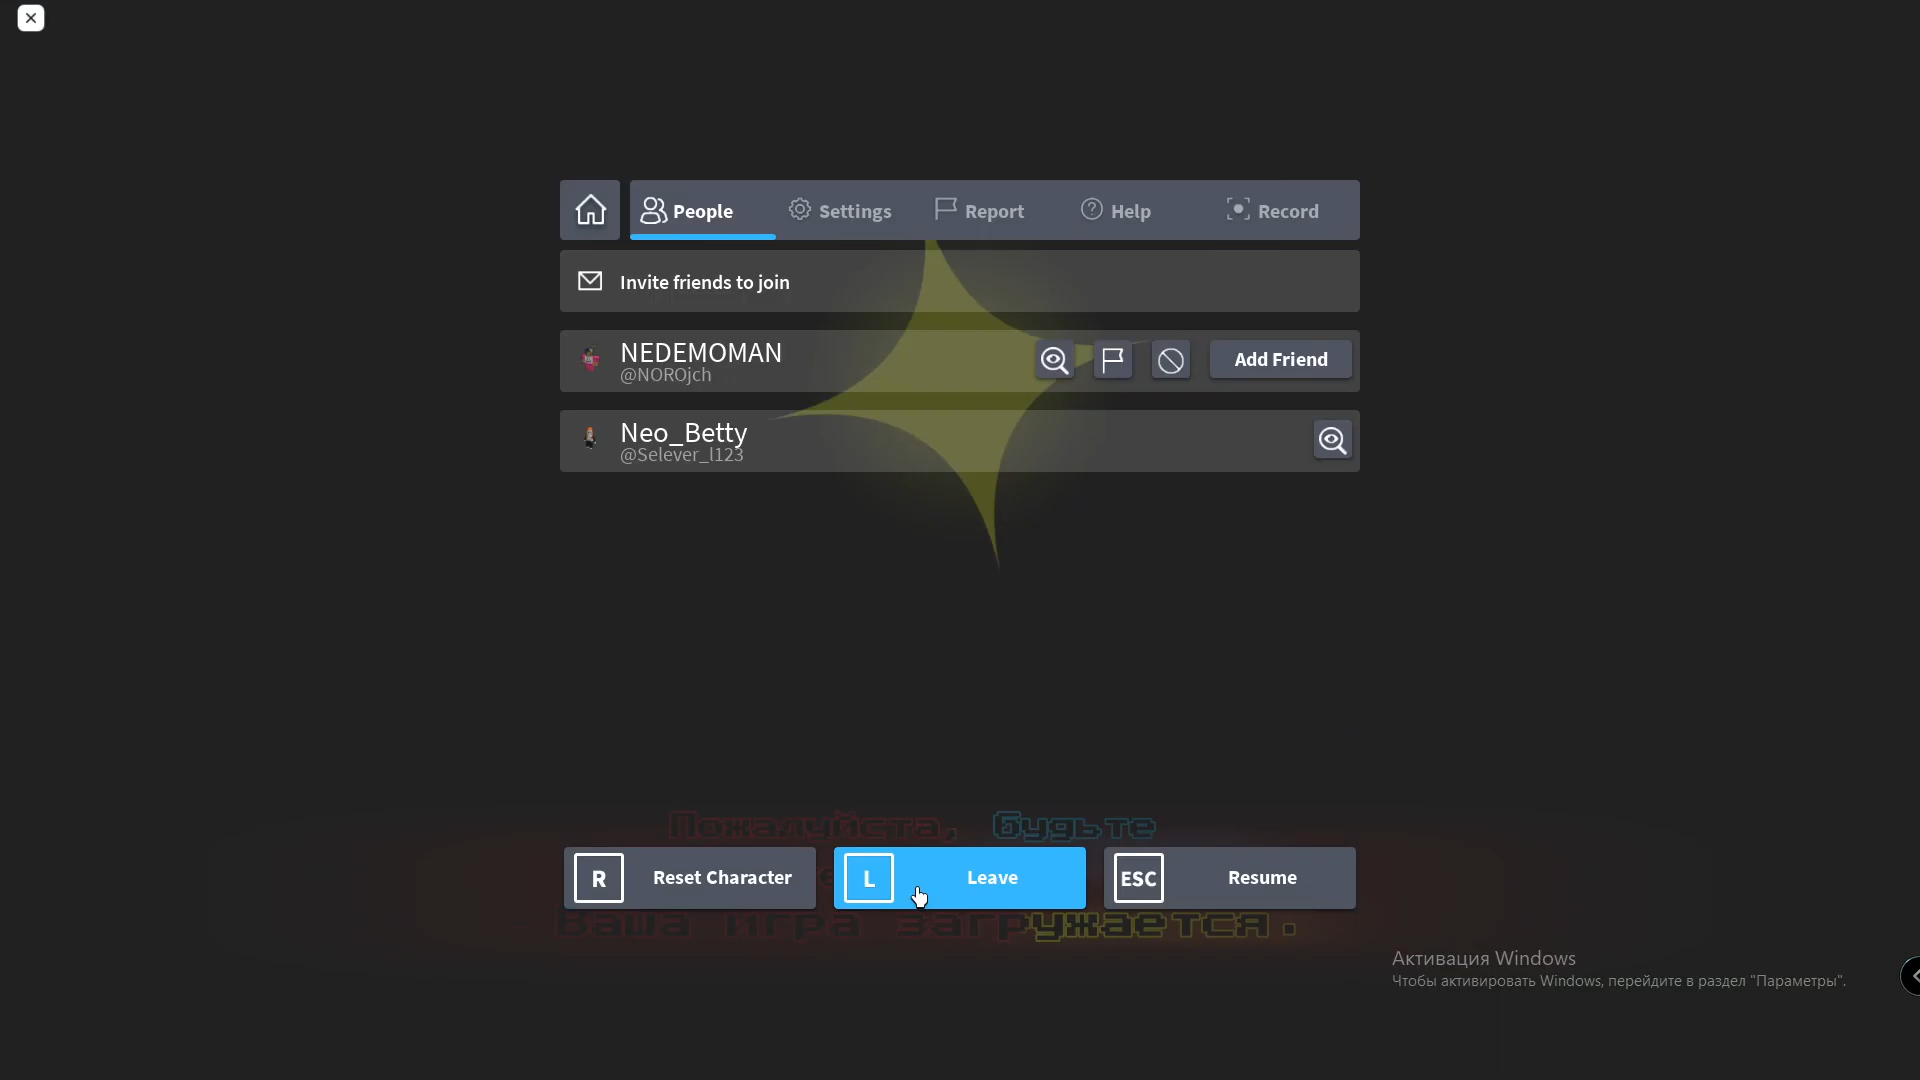 People Settings Report Help Record
Invite friends to join
NEDEMOMAN
@NOROjch
Add Friend
Neo_Betty
@Selever_l123
Пожалуйста, будьте
R Reset Character L Leave ESC Resume
Ваша игра загружается.
Активация Windows
Чтобы активировать Windows, перейдите в раздел "Параметры".